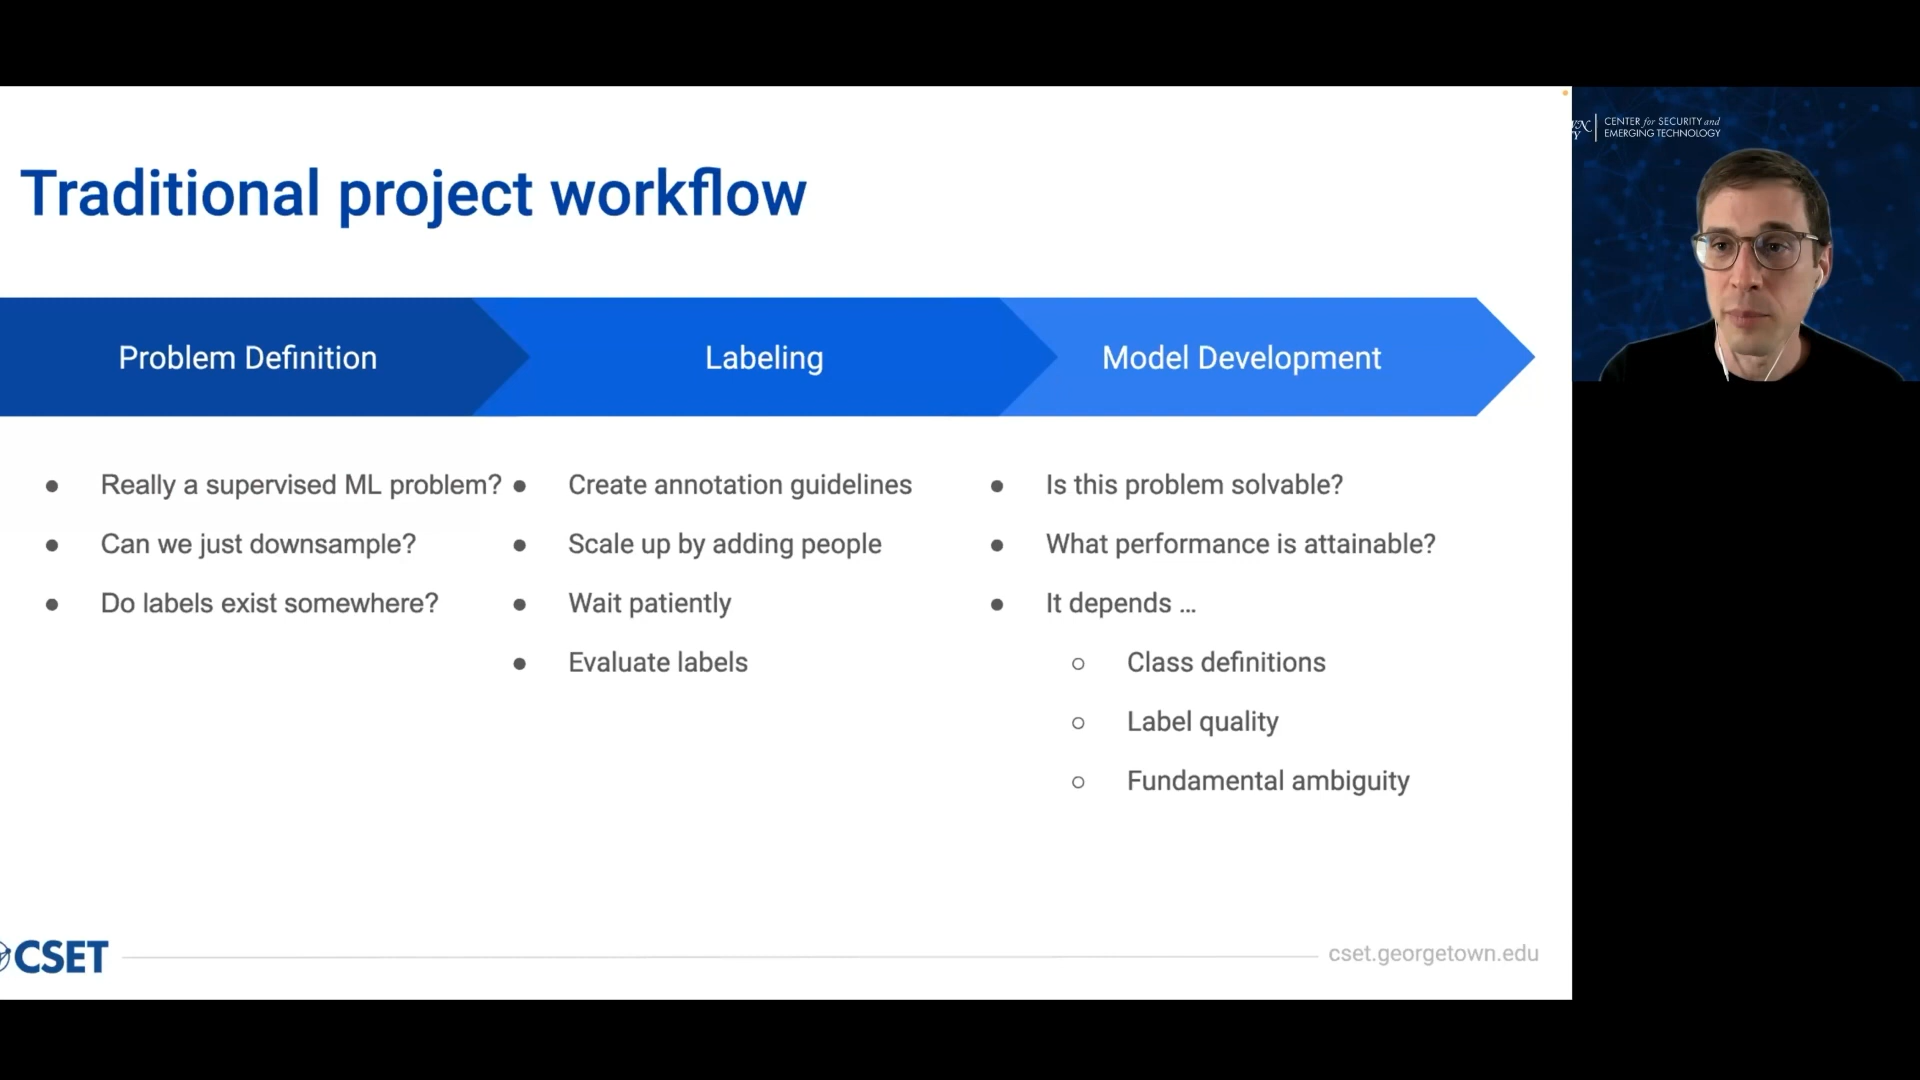 Traditional project workflow
Problem Definition
Really a supervised ML problem?
Can we just downsample?
Do labels exist somewhere?
Labeling
Create annotation guidelines
Scale up by adding people
Wait patiently
Evaluate labels
Model Development
Is this problem solvable?
What performance is attainable?
It depends ...
Class definitions
Label quality
Fundamental ambiguity
CSET
cset.georgetown.edu
CENTER for SECURITY and
EMERGING TECHNOLOGY